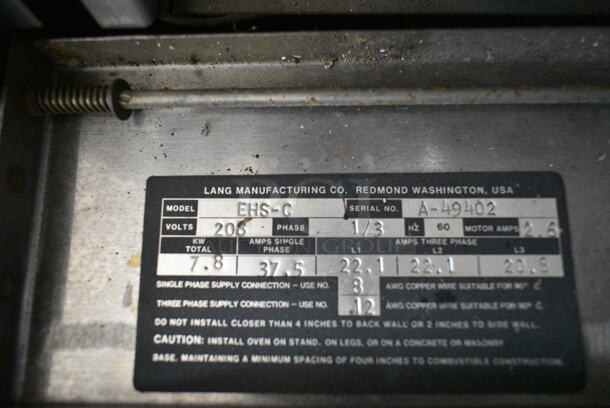 LANG MANUFACTURING CO. REDMOND WASHINGTON, USA
MODEL EHS-C SERIAL NO. A-49402
VOLTS 208 PHASE 1/3 HZ 60 MOTOR AMPS 2.6
KW TOTAL AMPS SINGLE PHASE AMPS THREE PHASE
L1 L2 L3
7.8 37.5 22.1 22.1 20.8
SINGLE PHASE SUPPLY CONNECTION – USE NO. 8 AWG COPPER WIRE SUITABLE FOR 90° C
THREE PHASE SUPPLY CONNECTION – USE NO. .12 AWG COPPER WIRE SUITABLE FOR 90° C
DO NOT INSTALL CLOSER THAN 4 INCHES TO BACK WALL OR 2 INCHES TO SIDE WALL.
CAUTION: INSTALL OVEN ON STAND, ON LEGS, OR ON A CONCRETE OR MASONRY
BASE. MAINTAINING A MINIMUM SPACING OF FOUR INCHES TO COMBUSTIBLE CONSTRUCTION.